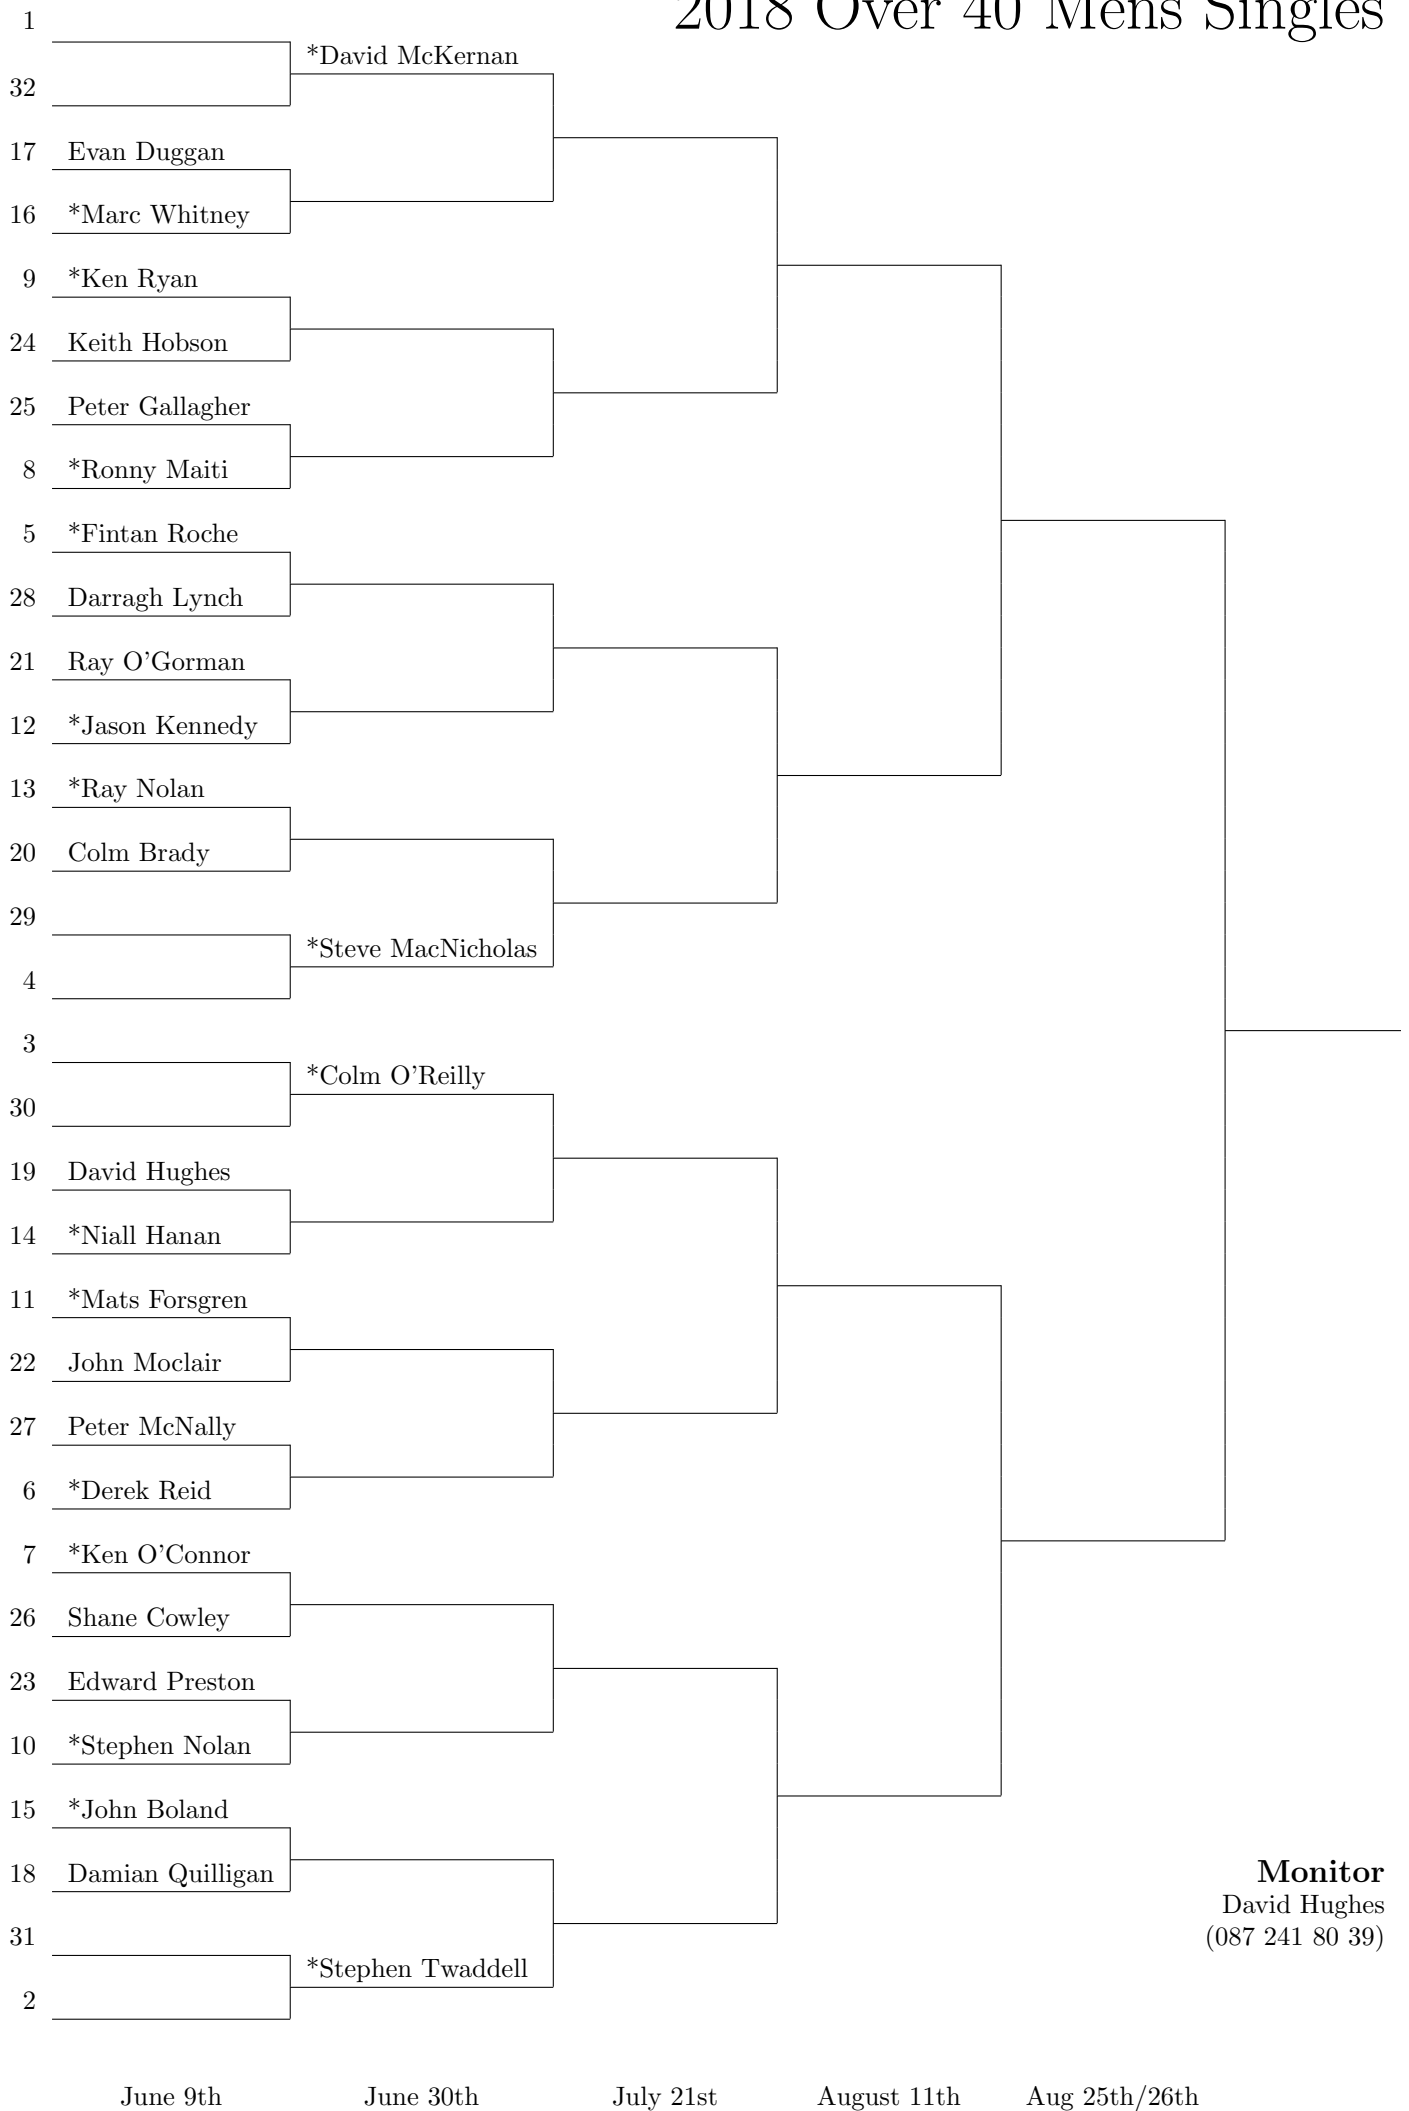 2018 Over 40 Mens Singles
1
*David McKernan
32
17 Evan Duggan
16 *Marc Whitney
9 *Ken Ryan
24 Keith Hobson
25 Peter Gallagher
8 *Ronny Maiti
5 *Fintan Roche
28 Darragh Lynch
21 Ray O'Gorman
12 *Jason Kennedy
13 *Ray Nolan
20 Colm Brady
29
*Steve MacNicholas
4
3
*Colm O'Reilly
30
19 David Hughes
14 *Niall Hanan
11 *Mats Forsgren
22 John Moclair
27 Peter McNally
6 *Derek Reid
7 *Ken O'Connor
26 Shane Cowley
23 Edward Preston
10 *Stephen Nolan
15 *John Boland
18 Damian Quilligan
31
*Stephen Twaddell
2
Monitor
David Hughes
(087 241 80 39)
June 9th June 30th July 21st August 11th Aug 25th/26th